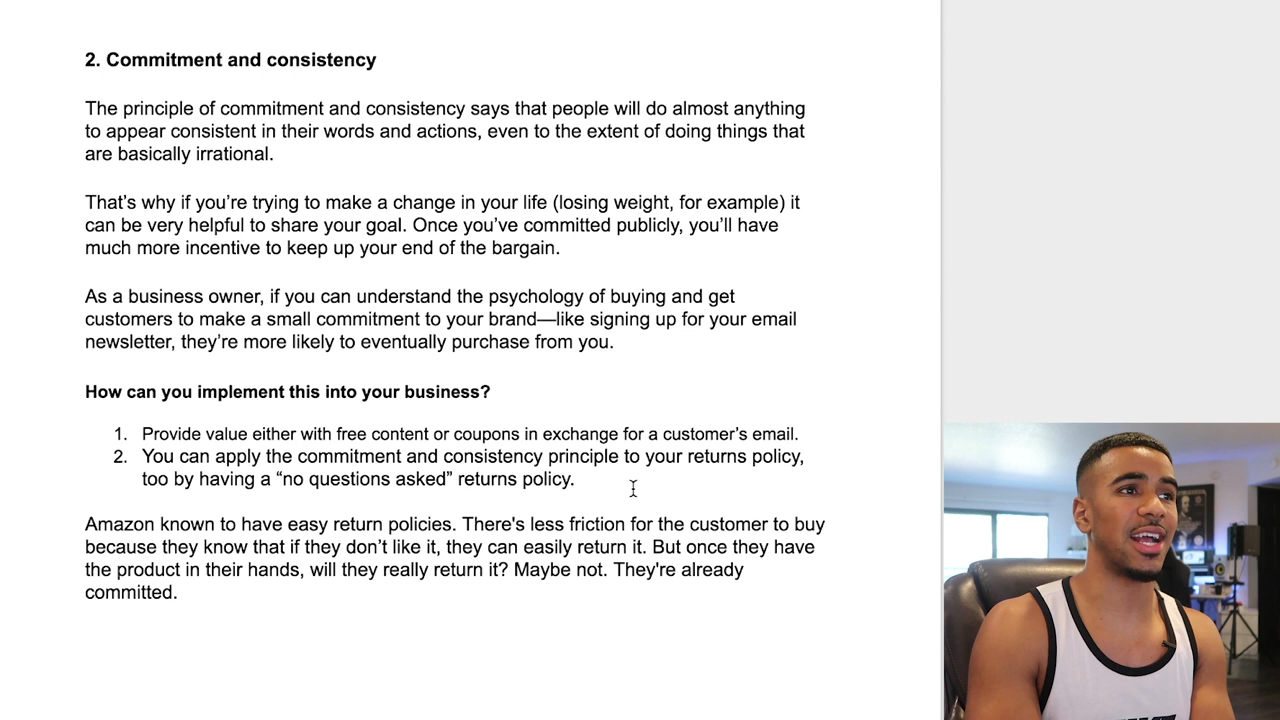 2. Commitment and consistency
The principle of commitment and consistency says that people will do almost anything
to appear consistent in their words and actions, even to the extent of doing things that
are basically irrational.
That’s why if you’re trying to make a change in your life (losing weight, for example) it
can be very helpful to share your goal. Once you’ve committed publicly, you’ll have
much more incentive to keep up your end of the bargain.
As a business owner, if you can understand the psychology of buying and get
customers to make a small commitment to your brand—like signing up for your email
newsletter, they’re more likely to eventually purchase from you.
How can you implement this into your business?
1. Provide value either with free content or coupons in exchange for a customer’s email.
2. You can apply the commitment and consistency principle to your returns policy,
too by having a “no questions asked” returns policy.
Amazon known to have easy return policies. There's less friction for the customer to buy
because they know that if they don’t like it, they can easily return it. But once they have
the product in their hands, will they really return it? Maybe not. They're already
committed.